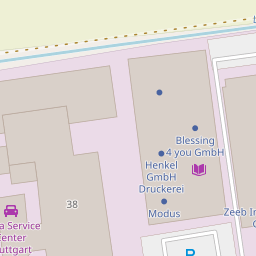 Blessing
4 you GmbH
Henkel
GmbH
Druckerei
Modus
38
Zeeb
a Service
enter
uttgart
P